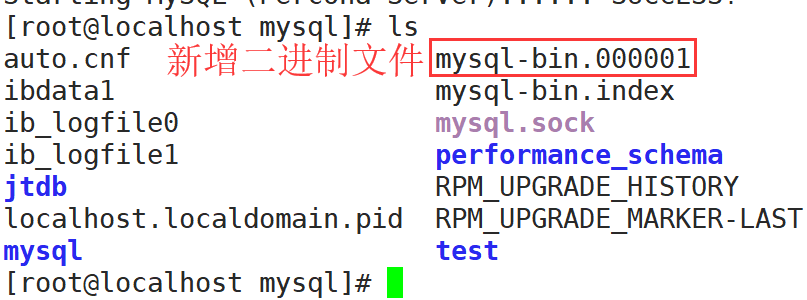 Starting MySQL (Percona Server)...... SUCCESS!
[root@localhost mysql]# ls
auto.cnf 新增二进制文件 mysql-bin.000001
ibdata1 mysql-bin.index
ib_logfile0 mysql.sock
ib_logfile1 performance_schema
jtdb RPM_UPGRADE_HISTORY
localhost.localdomain.pid RPM_UPGRADE_MARKER-LAST
mysql test
[root@localhost mysql]#